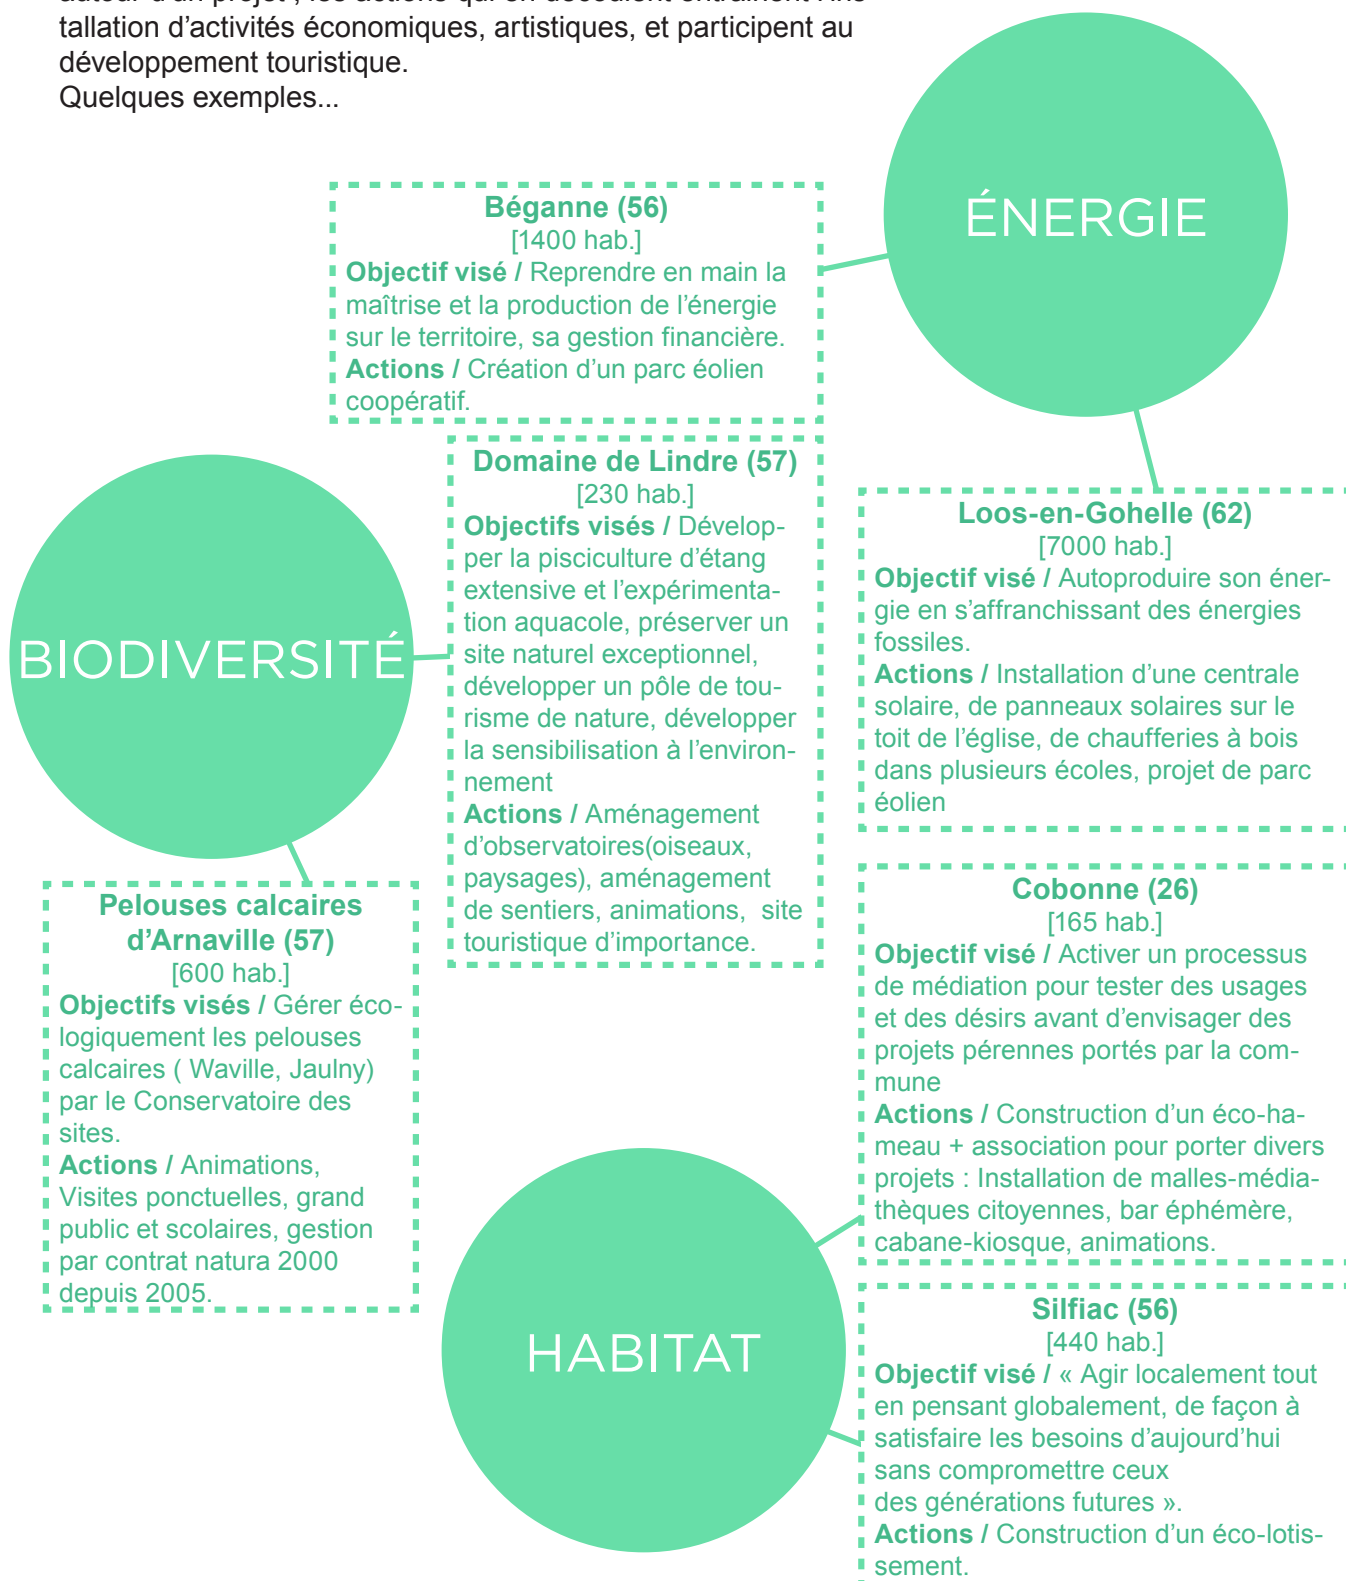 tallation d’activités économiques, artistiques, et participent au
développement touristique.
Quelques exemples...
ÉNERGIE
Béganne (56)
[1400 hab.]
Objectif visé / Reprendre en main la
maîtrise et la production de l’énergie
sur le territoire, sa gestion financière.
Actions / Création d’un parc éolien
coopératif.
Loos-en-Gohelle (62)
[7000 hab.]
Objectif visé / Autoproduire son éner-
gie en s’affranchissant des énergies
fossiles.
Actions / Installation d’une centrale
solaire, de panneaux solaires sur le
toit de l’église, de chaufferies à bois
dans plusieurs écoles, projet de parc
éolien
BIODIVERSITÉ
Domaine de Lindre (57)
[230 hab.]
Objectifs visés / Dévelop-
per la pisciculture d’étang
extensive et l’expérimenta-
tion aquacole, préserver un
site naturel exceptionnel,
développer un pôle de tou-
risme de nature, développer
la sensibilisation à l’environ-
nement
Actions / Aménagement
d’observatoires(oiseaux,
paysages), aménagement
de sentiers, animations, site
touristique d’importance.
Pelouses calcaires
d’Arnaville (57)
[600 hab.]
Objectifs visés / Gérer éco-
logiquement les pelouses
calcaires ( Waville, Jaulny)
par le Conservatoire des
sites.
Actions / Animations,
Visites ponctuelles, grand
public et scolaires, gestion
par contrat natura 2000
depuis 2005.
HABITAT
Cobonne (26)
[165 hab.]
Objectif visé / Activer un processus
de médiation pour tester des usages
et des désirs avant d’envisager des
projets pérennes portés par la com-
mune
Actions / Construction d’un éco-ha-
meau + association pour porter divers
projets : Installation de malles-média-
thèques citoyennes, bar éphémère,
cabane-kiosque, animations.
Silfiac (56)
[440 hab.]
Objectif visé / « Agir localement tout
en pensant globalement, de façon à
satisfaire les besoins d’aujourd’hui
sans compromettre ceux
des générations futures ».
Actions / Construction d’un éco-lotis-
sement.